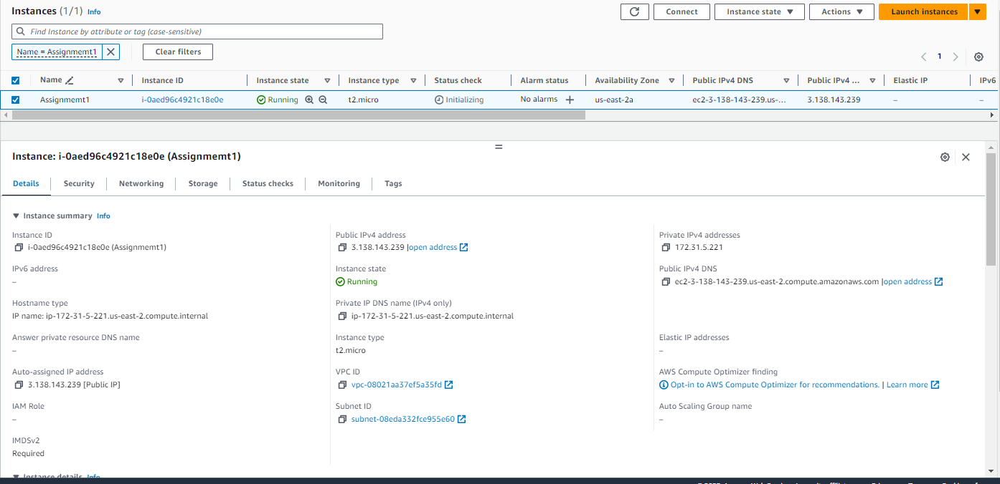 Instances (1/1) Info
Connect
Instance state
Actions
Launch instances
Find Instance by attribute or tag (case-sensitive)
Name = Assignmemt1
Clear filters
1
Name
Instance ID
Instance state
Instance type
Status check
Alarm status
Availability Zone
Public IPv4 DNS
Public IPv4 ...
Elastic IP
IPv6
Assignmemt1
i-0aed96c4921c18e0e
Running
t2.micro
Initializing
No alarms
us-east-2a
ec2-3-138-143-239.us-...
3.138.143.239
–
–
Instance: i-0aed96c4921c18e0e (Assignmemt1)
Details
Security
Networking
Storage
Status checks
Monitoring
Tags
Instance summary Info
Instance ID
i-0aed96c4921c18e0e (Assignmemt1)
Public IPv4 address
3.138.143.239 |open address
Private IPv4 addresses
172.31.5.221
IPv6 address
–
Instance state
Running
Public IPv4 DNS
ec2-3-138-143-239.us-east-2.compute.amazonaws.com |open address
Hostname type
IP name: ip-172-31-5-221.us-east-2.compute.internal
Private IP DNS name (IPv4 only)
ip-172-31-5-221.us-east-2.compute.internal
Answer private resource DNS name
–
Instance type
t2.micro
Elastic IP addresses
–
Auto-assigned IP address
3.138.143.239 [Public IP]
VPC ID
vpc-08021aa37ef5a35fd
AWS Compute Optimizer finding
Opt-in to AWS Compute Optimizer for recommendations. | Learn more
IAM Role
–
Subnet ID
subnet-08eda332fce955e60
Auto Scaling Group name
–
IMDSv2
Required
Instance details Info